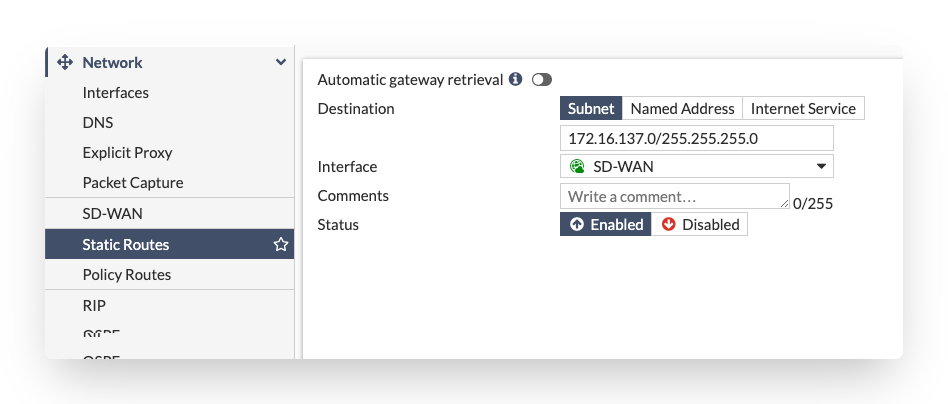 Network
Interfaces
DNS
Explicit Proxy
Packet Capture
SD-WAN
Static Routes
Policy Routes
RIP
Automatic gateway retrieval
Destination
Subnet Named Address Internet Service
172.16.137.0/255.255.255.0
Interface
SD-WAN
Comments
Write a comment...
0/255
Status
Enabled Disabled